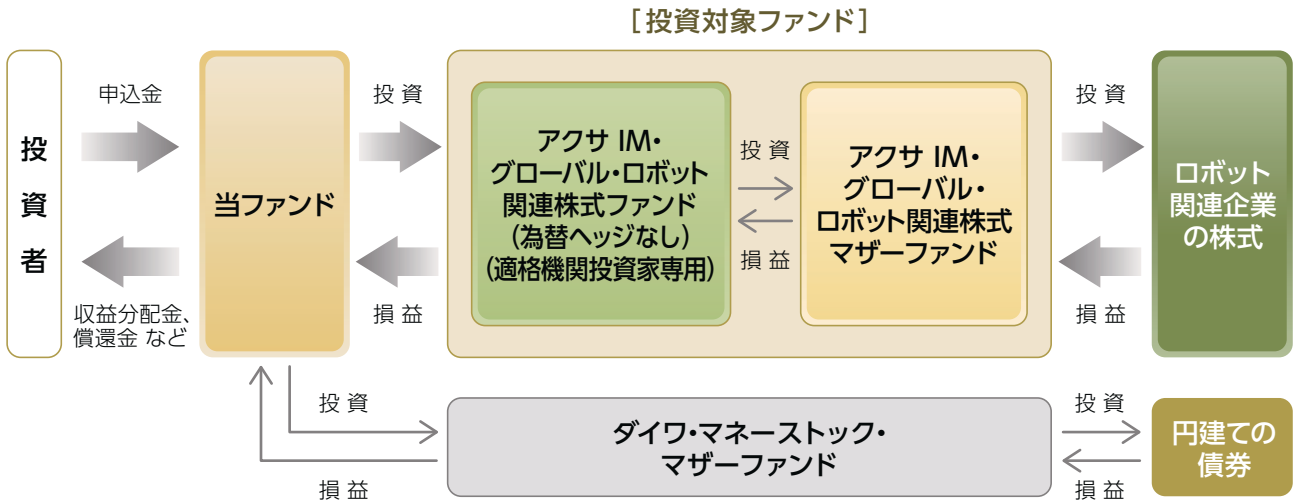 ［投資対象ファンド］
投資者
申込金
収益分配金、
償還金 など
当ファンド
投 資
損 益
アクサ IM・
グローバル・ロボット
関連株式ファンド
(為替ヘッジなし)
(適格機関投資家専用)
投 資
損 益
アクサ IM・
グローバル・
ロボット関連株式
マザーファンド
投 資
損 益
ロボット
関連企業
の株式
投 資
損 益
ダイワ・マネーストック・
マザーファンド
投 資
損 益
円建ての
債券